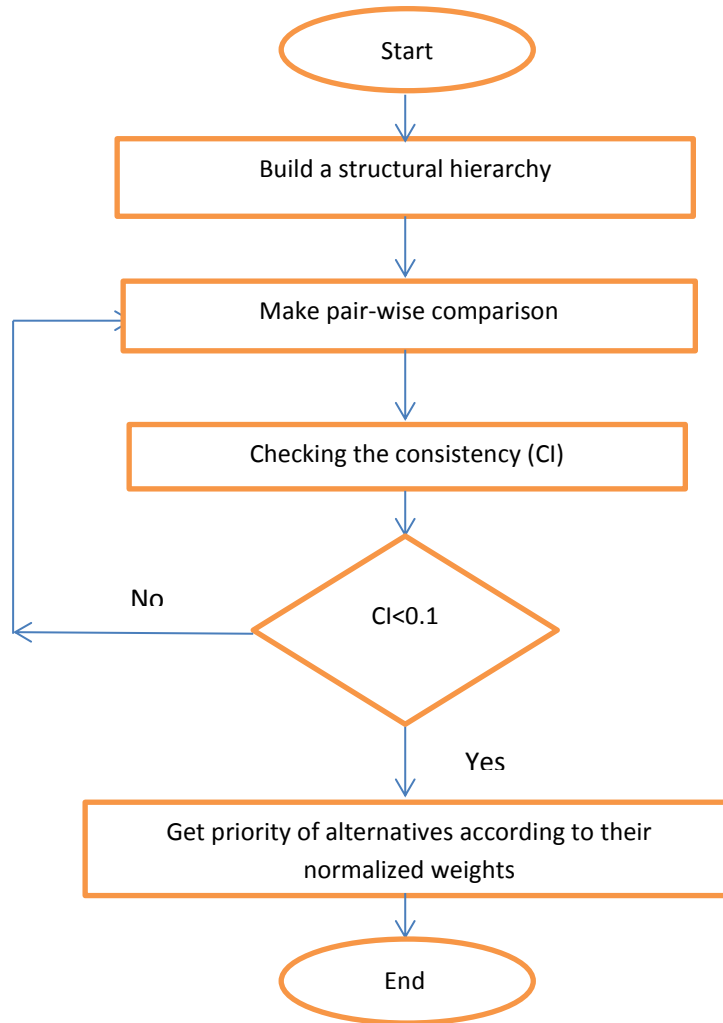 Start
Build a structural hierarchy
Make pair-wise comparison
Checking the consistency (CI)
No
CI<0.1
Yes
Get priority of alternatives according to their
normalized weights
End